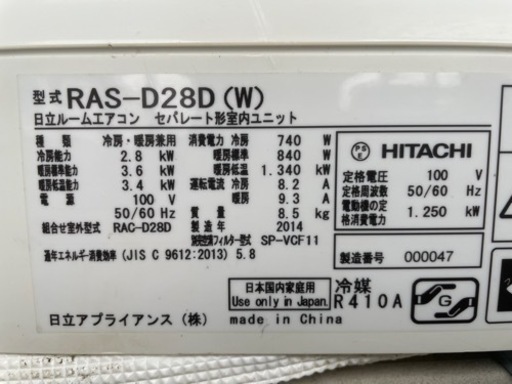 型式 RAS-D28D(W)
日立ルームエアコン セパレート形室内ユニット
種類 冷房・暖房兼用
冷房能力 2.8 kW
暖房能力 3.6 kW
暖房低温能力 3.4 kW
電源 100 V
50/60 Hz
組合せ室外型式 RAC-D28D
消費電力 冷房 740 W
暖房標準 840 W
暖房低温 1.340 kW
運転電流 冷房 8.2 A
暖房 9.3 A
質量 8.5 kg
製造年 2014
SP-VCF11
通年エネルギー消費効率(JIS C 9612:2013) 5.8
PS
E
HITACHI
定格電圧 100 V
定格周波数 50/60 Hz
電動機の定格消費電力 1.250 kW
製造番号 000047
日本国内家庭用
Use only in Japan.
冷媒
R410A
G
日立アプライアンス(株) made in China